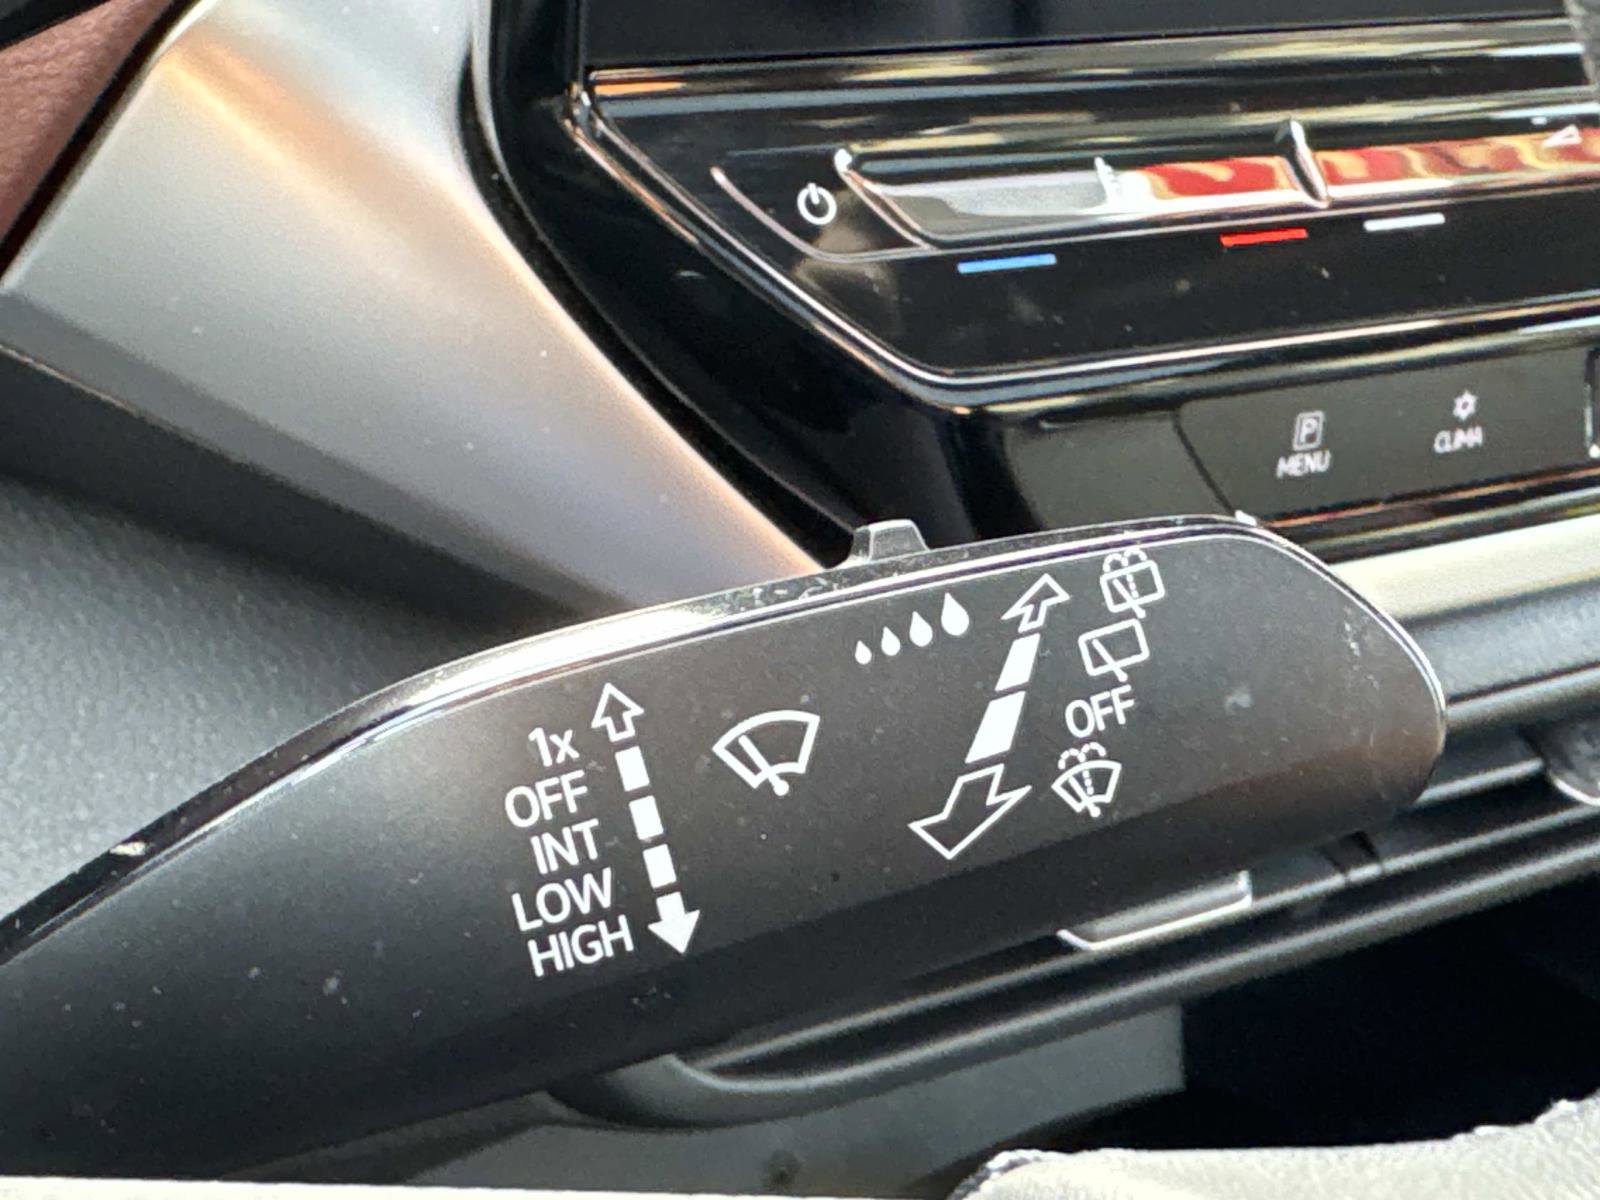 P
MENU
CLIMA
1x
OFF
INT
LOW
HIGH
OFF